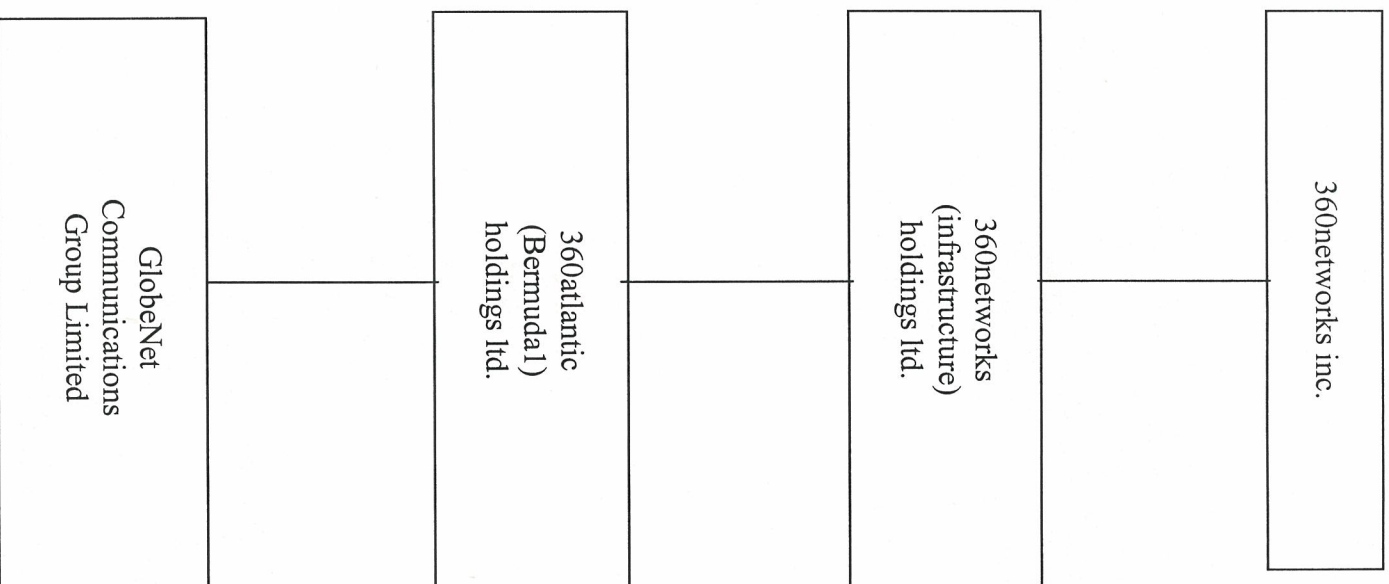 360networks inc.
360networks
(infrastructure)
holdings ltd.
360atlantic
(Bermuda1)
holdings ltd.
GlobeNet
Communications
Group Limited